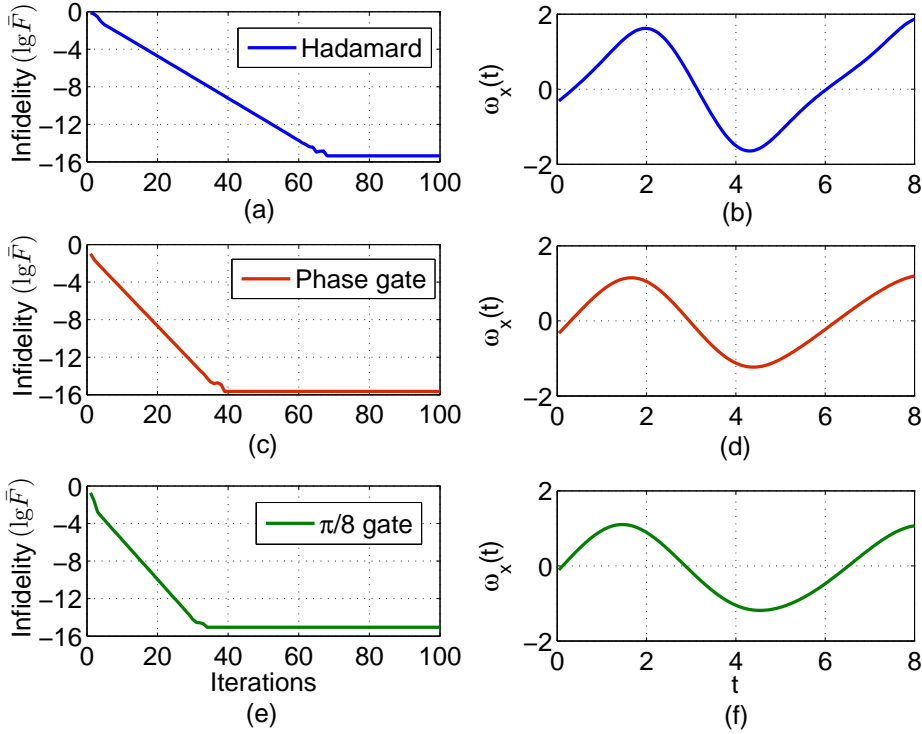 Infidelity (lg F̄)
0
−4
−8
−12
−16
Hadamard
0 20 40 60 80 100
(a)
ω_x(t)
2
0
−2
0 2 4 6 8
(b)
Infidelity (lg F̄)
0
−4
−8
−12
−16
Phase gate
0 20 40 60 80 100
(c)
ω_x(t)
2
0
−2
0 2 4 6 8
(d)
Infidelity (lg F̄)
0
−4
−8
−12
−16
π/8 gate
0 20 40 60 80 100
Iterations
(e)
ω_x(t)
2
0
−2
0 2 4 6 8
t
(f)